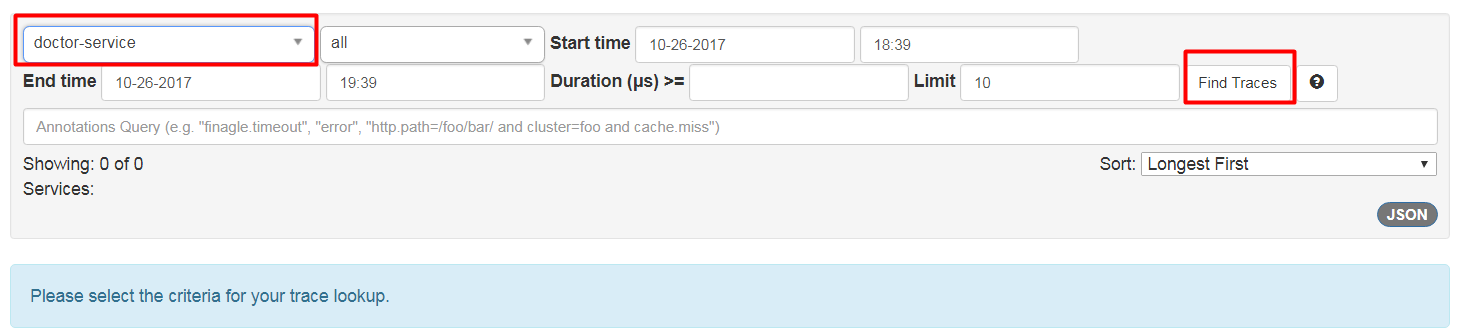 doctor-service all Start time 10-26-2017 18:39
End time 10-26-2017 19:39 Duration (µs) >= Limit 10 Find Traces
Annotations Query (e.g. "finagle.timeout", "error", "http.path=/foo/bar/ and cluster=foo and cache.miss")
Showing: 0 of 0 Sort: Longest First
Services:
JSON
Please select the criteria for your trace lookup.